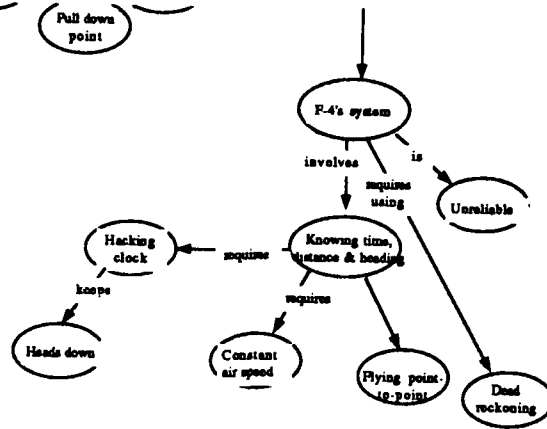 Pull down
point
F-4's system
involves
is
requires
using
Unreliable
Hacking
clock
requires
Knowing time,
distance & heading
keeps
requires
Heads down
Constant
air speed
Flying point-
to-point
Dead
reckoning